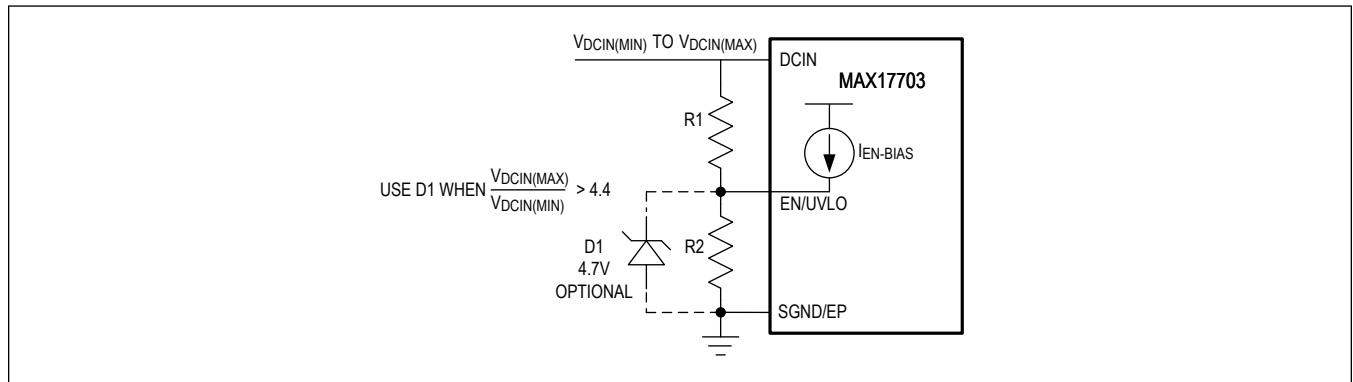 VDCIN(MIN) TO VDCIN(MAX)
DCIN
MAX17703
R1
IEN-BIAS
USE D1 WHEN VDCIN(MAX)/VDCIN(MIN) > 4.4
EN/UVLO
D1
4.7V
OPTIONAL
R2
SGND/EP